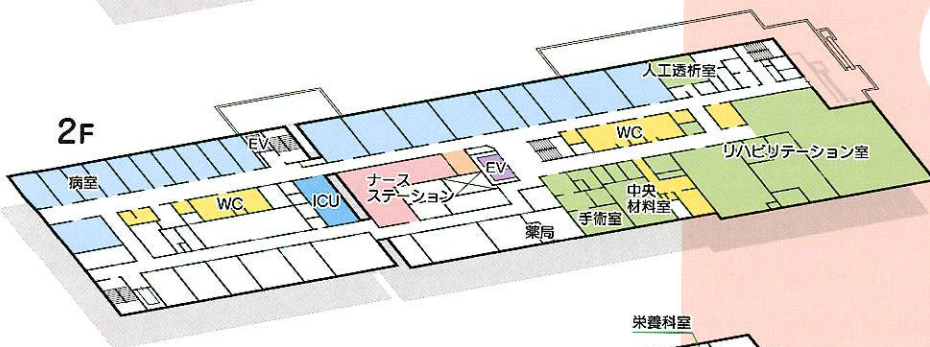 2F
人工透析室
WC
リハビリテーション室
EV
EV
病室
WC
ICU
ナース
ステーション
中央
材料室
手術室
薬局
栄養科室